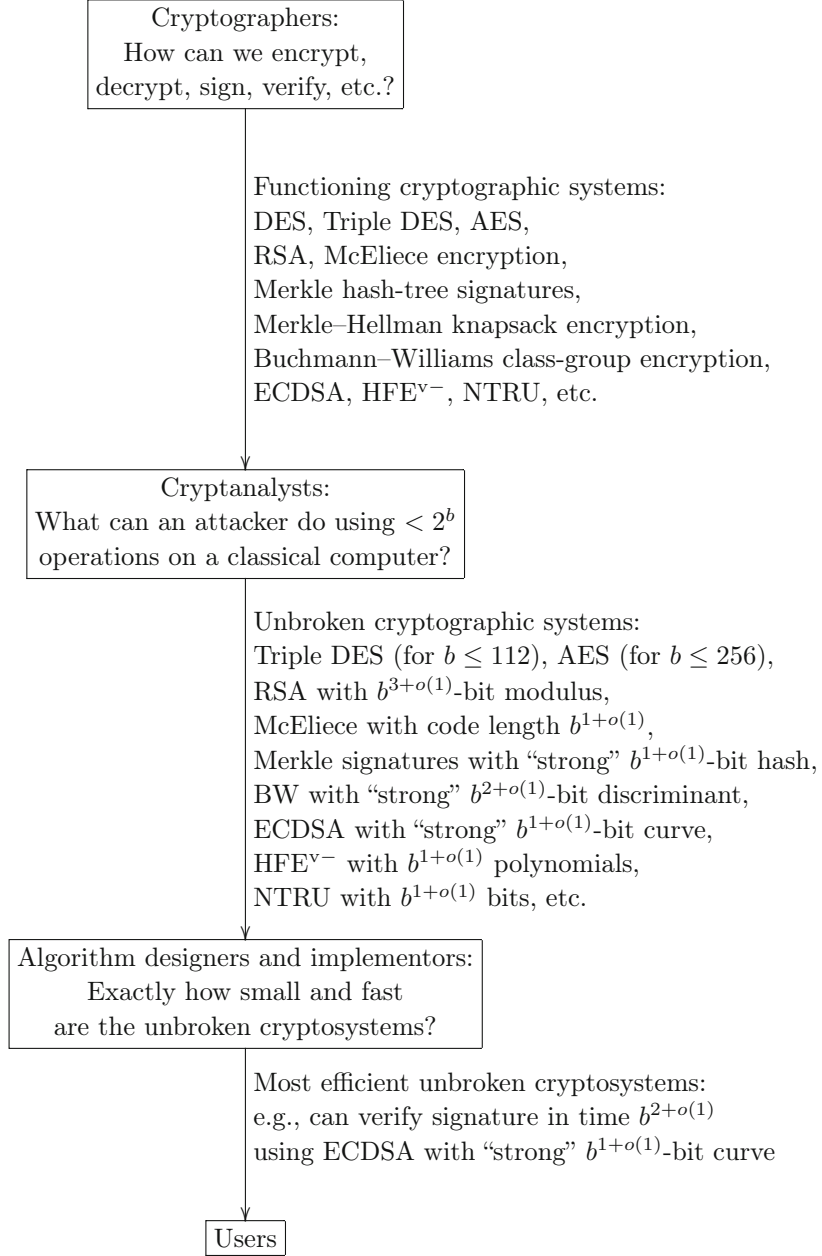 Cryptographers:
How can we encrypt,
decrypt, sign, verify, etc.?
Functioning cryptographic systems:
DES, Triple DES, AES,
RSA, McEliece encryption,
Merkle hash-tree signatures,
Merkle–Hellman knapsack encryption,
Buchmann–Williams class-group encryption,
ECDSA, HFE^{v−}, NTRU, etc.
Cryptanalysts:
What can an attacker do using < 2^b
operations on a classical computer?
Unbroken cryptographic systems:
Triple DES (for b ≤ 112), AES (for b ≤ 256),
RSA with b^{3+o(1)}-bit modulus,
McEliece with code length b^{1+o(1)},
Merkle signatures with “strong” b^{1+o(1)}-bit hash,
BW with “strong” b^{2+o(1)}-bit discriminant,
ECDSA with “strong” b^{1+o(1)}-bit curve,
HFE^{v−} with b^{1+o(1)} polynomials,
NTRU with b^{1+o(1)} bits, etc.
Algorithm designers and implementors:
Exactly how small and fast
are the unbroken cryptosystems?
Most efficient unbroken cryptosystems:
e.g., can verify signature in time b^{2+o(1)}
using ECDSA with “strong” b^{1+o(1)}-bit curve
Users